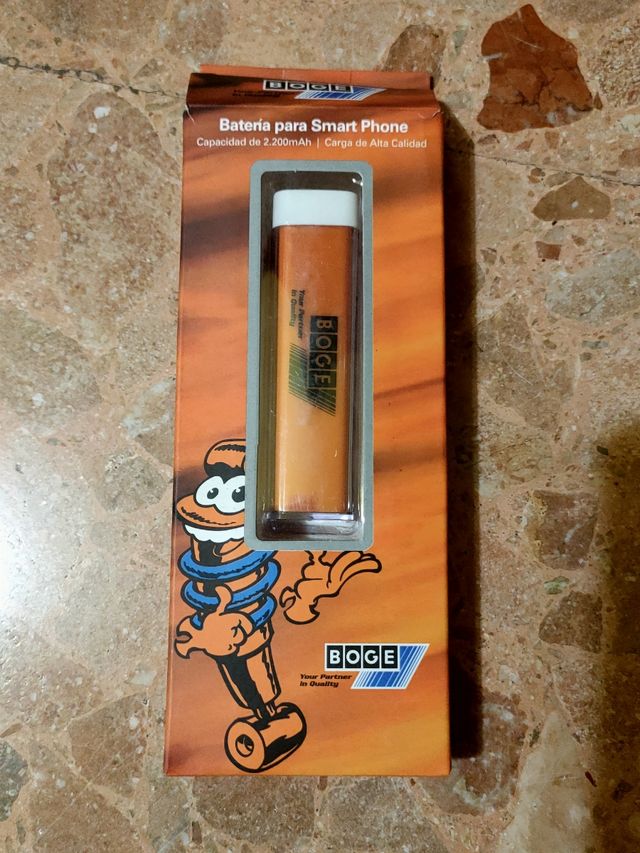 BOGE
Batería para Smart Phone
Capacidad de 2.200mAh | Carga de Alta Calidad
Your Partner
in Quality
BOGE
BOGE
Your Partner
in Quality